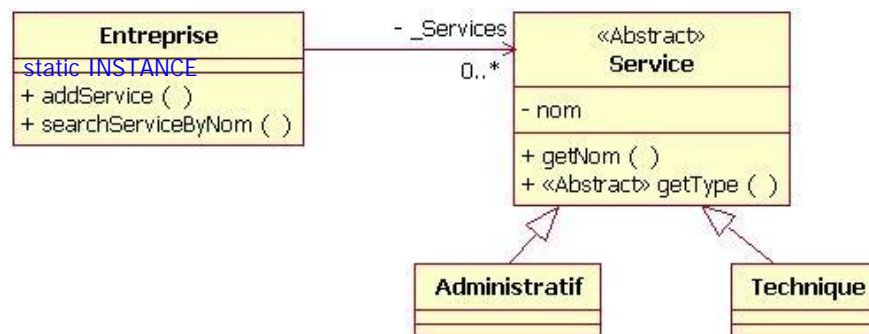 Entreprise
static INSTANCE
+ addService ( )
+ searchServiceByNom ( )
- _Services
0..*
«Abstract»
Service
- nom
+ getNom ( )
+ «Abstract» getType ( )
Administratif
Technique